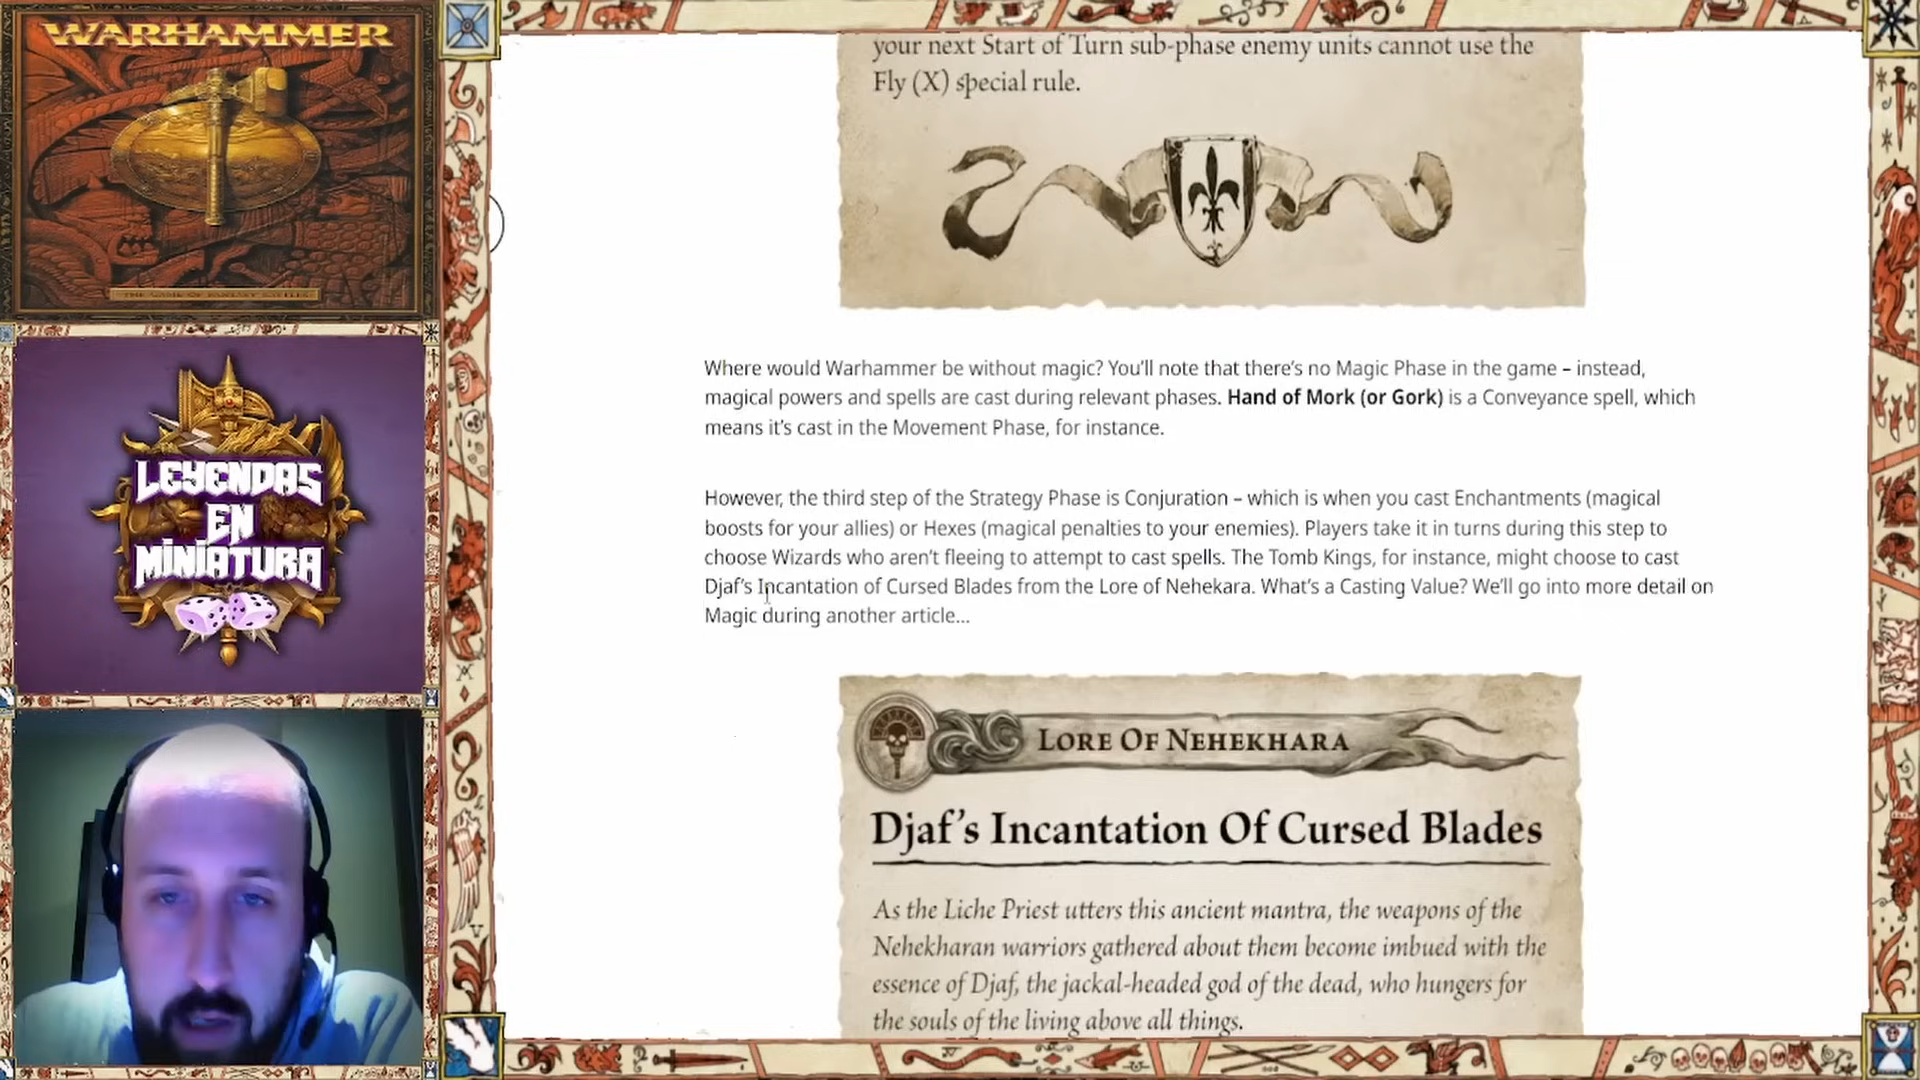 WARHAMMER
THE GAME OF FANTASY BATTLES
LEYENDAS
EN
MINIATURA
your next Start of Turn sub-phase enemy units cannot use the
Fly (X) special rule.
Where would Warhammer be without magic? You'll note that there's no Magic Phase in the game – instead,
magical powers and spells are cast during relevant phases. Hand of Mork (or Gork) is a Conveyance spell, which
means it's cast in the Movement Phase, for instance.
However, the third step of the Strategy Phase is Conjuration – which is when you cast Enchantments (magical
boosts for your allies) or Hexes (magical penalties to your enemies). Players take it in turns during this step to
choose Wizards who aren't fleeing to attempt to cast spells. The Tomb Kings, for instance, might choose to cast
Djaf's Incantation of Cursed Blades from the Lore of Nehekara. What's a Casting Value? We'll go into more detail on
Magic during another article...
LORE OF NEHEKHARA
Djaf's Incantation Of Cursed Blades
As the Liche Priest utters this ancient mantra, the weapons of the
Nehekharan warriors gathered about them become imbued with the
essence of Djaf, the jackal-headed god of the dead, who hungers for
the souls of the living above all things.